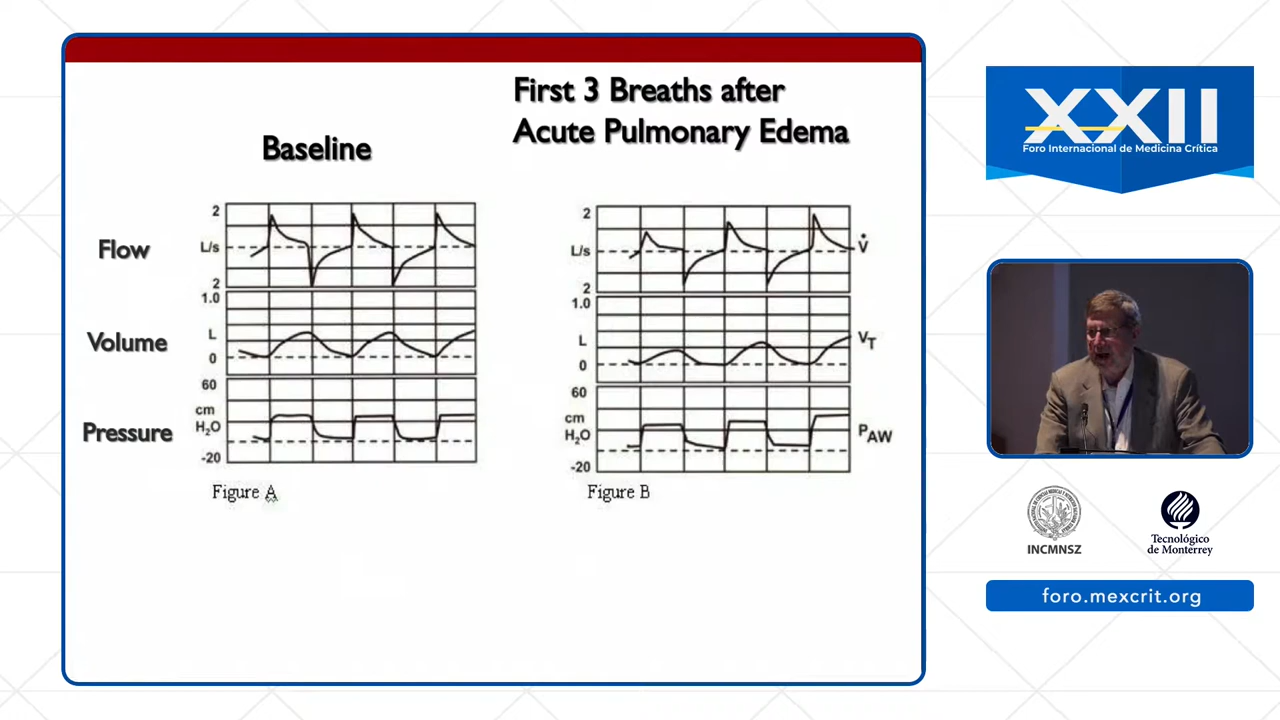 First 3 Breaths after
Acute Pulmonary Edema
Baseline
Flow
Volume
Pressure
2
L/s
2
1.0
L
0
60
cm
H₂O
-20
Figure A
2
L/s
2
1.0
L
0
60
cm
H₂O
-20
V̇
VT
PAW
Figure B
XXII
Foro Internacional de Medicina Crítica
INCMNSZ
Tecnológico
de Monterrey
foro.mexcrit.org